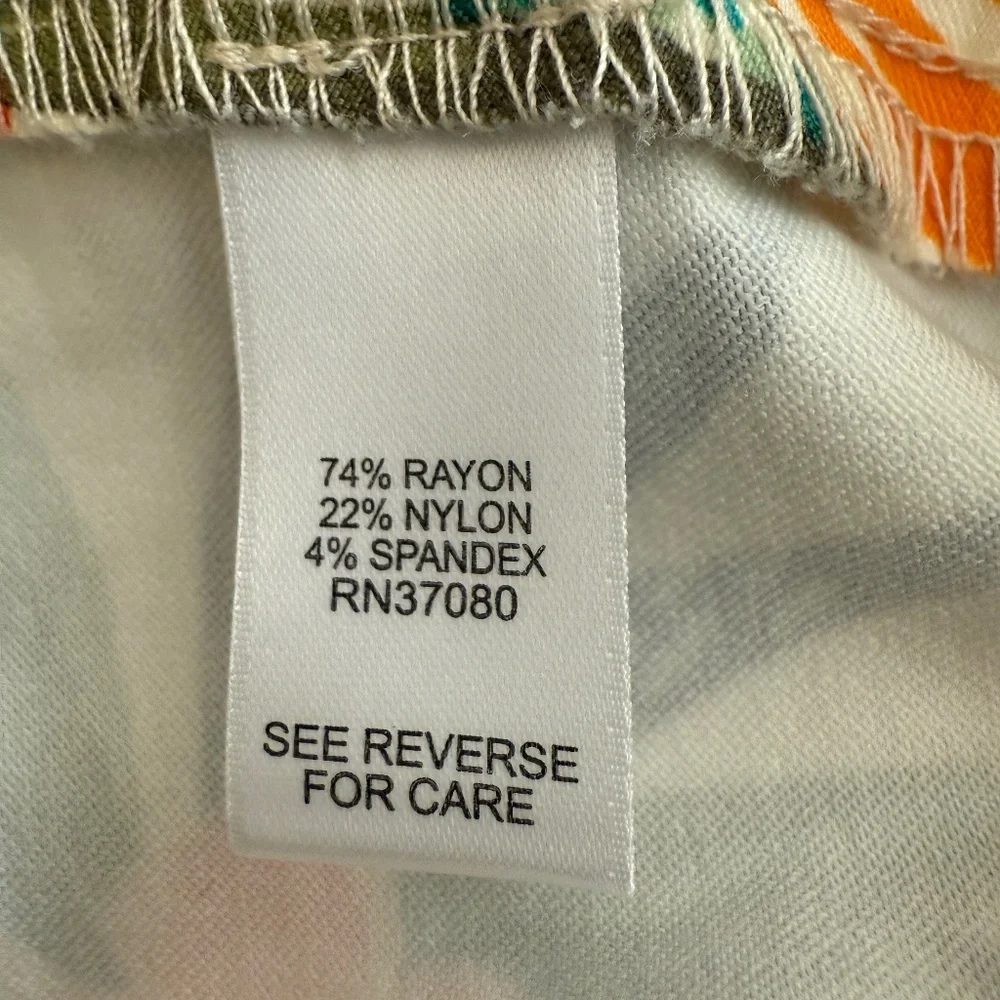 74% RAYON
22% NYLON
4% SPANDEX
RN37080
SEE REVERSE
FOR CARE